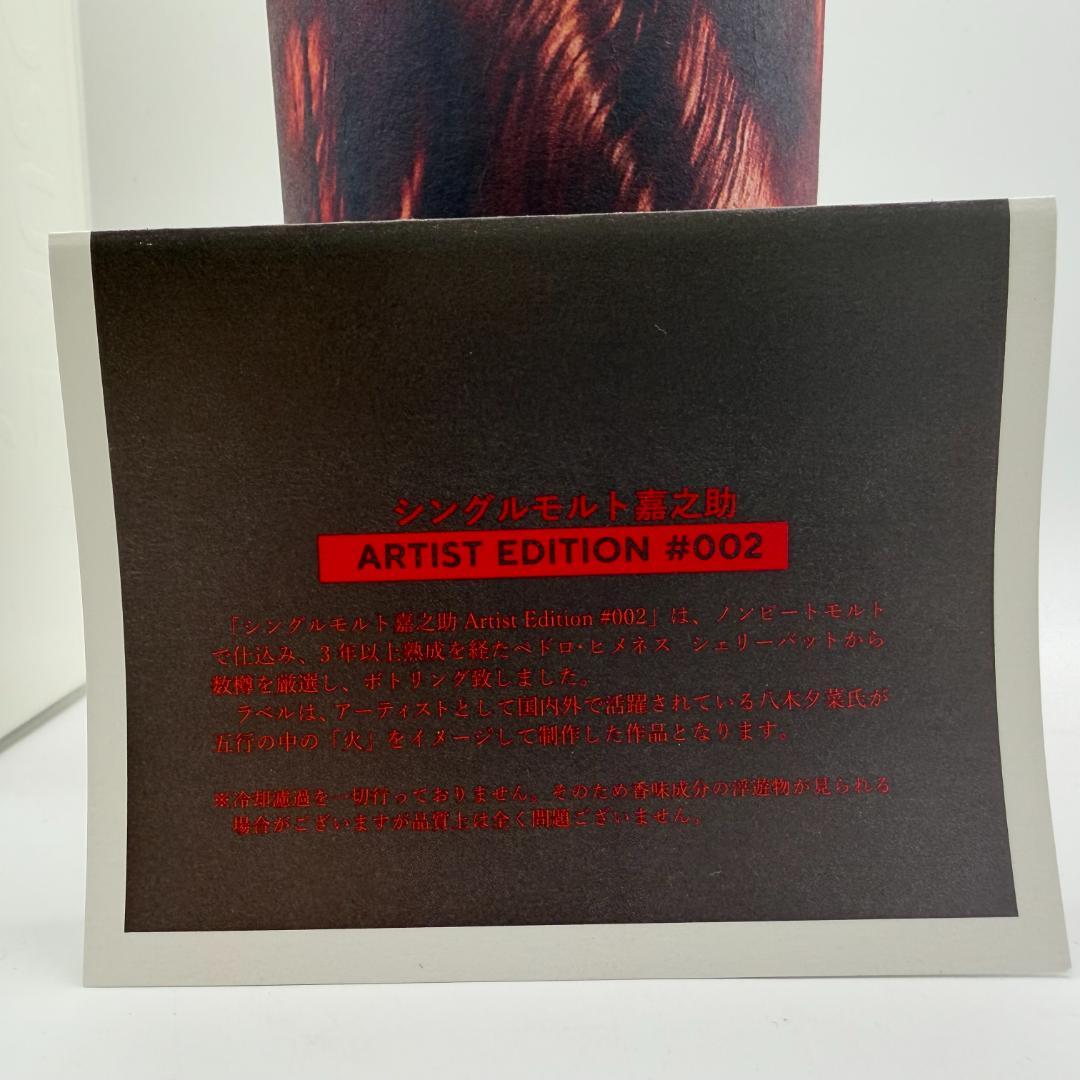 シングルモルト嘉之助
ARTIST EDITION #002
「シングルモルト嘉之助 Artist Edition #002」は、ノンピートモルト
で仕込み、3年以上熟成を経たペドロ・ヒメネス シェリーバットから
数樽を厳選し、ボトリング致しました。
ラベルは、アーティストとして国内外で活躍されている八木夕菜氏が
五行の中の「火」をイメージして制作した作品となります。
※冷却濾過を一切行っておりません。そのため香味成分の浮遊物が見られる
場合がございますが品質上は全く問題ございません。